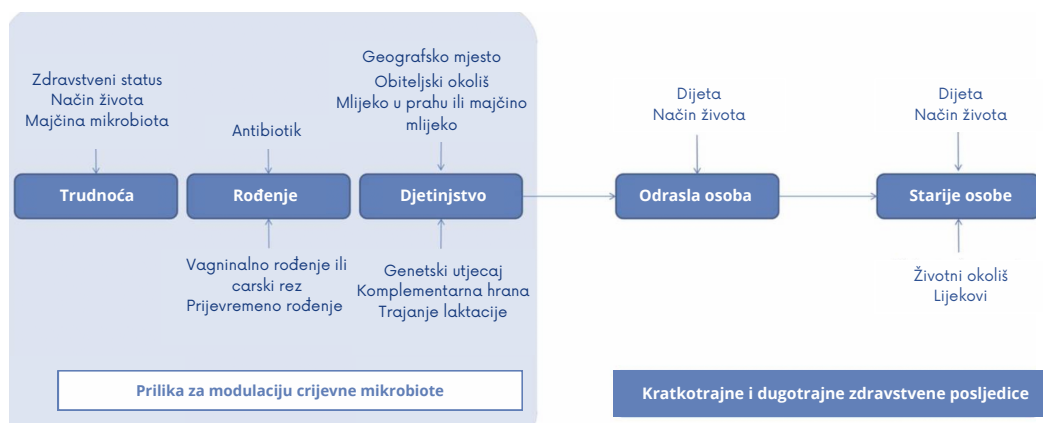 Zdravstveni status
Način života
Majčina mikrobiota
Trudnoća
Antibiotik
Rođenje
Vagninalno rođenje ili
carski rez
Prijevremeno rođenje
Geografsko mjesto
Obiteljski okoliš
Mlijeko u prahu ili majčino
mlijeko
Djetinjstvo
Genetski utjecaj
Komplementarna hrana
Trajanje laktacije
Dijeta
Način života
Odrasla osoba
Dijeta
Način života
Starije osobe
Životni okoliš
Lijekovi
Prilika za modulaciju crijevne mikrobiote
Kratkotrajne i dugotrajne zdravstvene posljedice